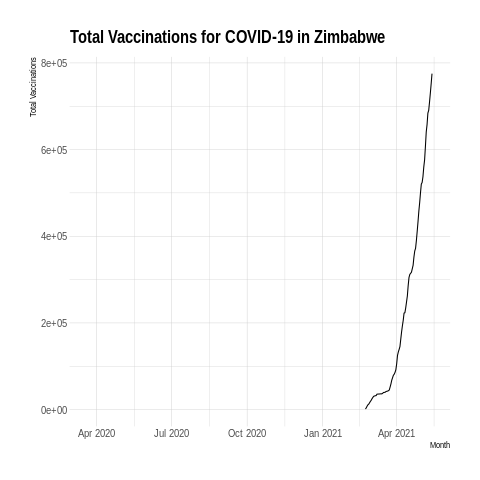 Total Vaccinations for COVID-19 in Zimbabwe
Total Vaccinations
8e+05
6e+05
4e+05
2e+05
0e+00
Apr 2020 Jul 2020 Oct 2020 Jan 2021 Apr 2021
Month